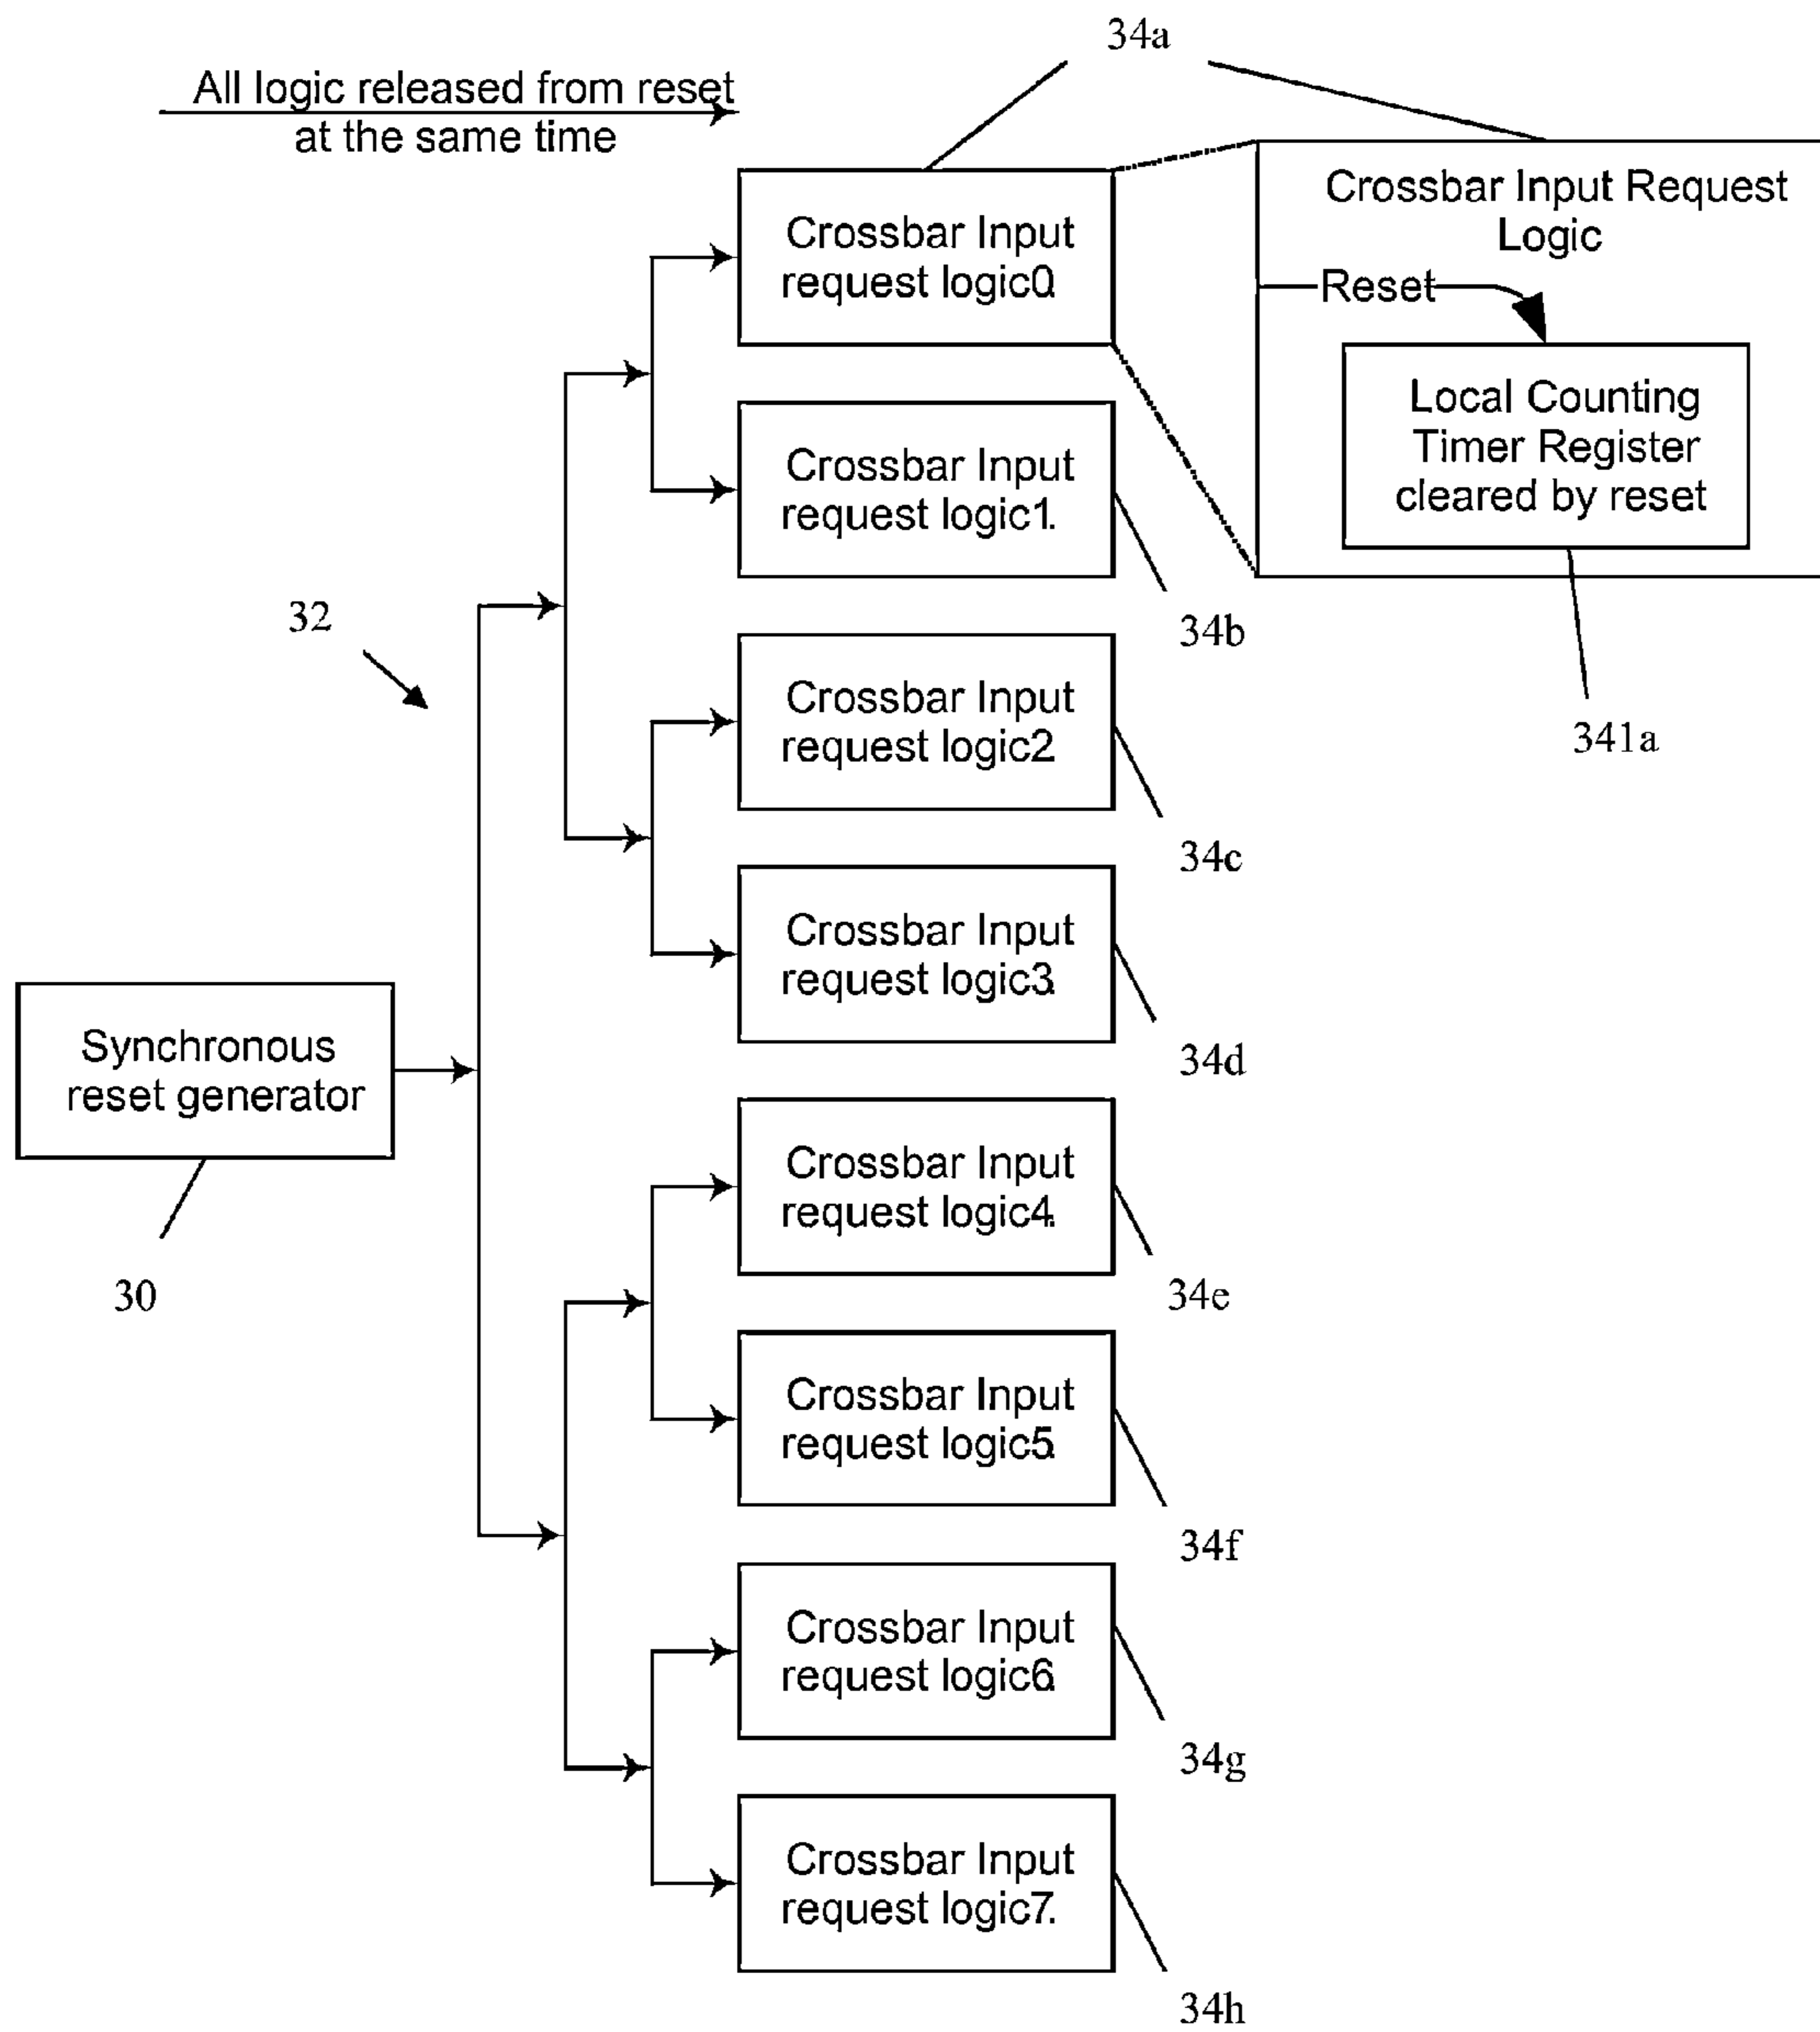 34a
All logic released from reset
at the same time
Crossbar Input Request
Logic
Reset
Local Counting
Timer Register
cleared by reset
341a
Crossbar Input
request logic0.
Crossbar Input
request logic1.
34b
32
Crossbar Input
request logic2.
34c
Crossbar Input
request logic3.
34d
Synchronous
reset generator
30
Crossbar Input
request logic4.
34e
Crossbar Input
request logic5.
34f
Crossbar Input
request logic6.
34g
Crossbar Input
request logic7.
34h